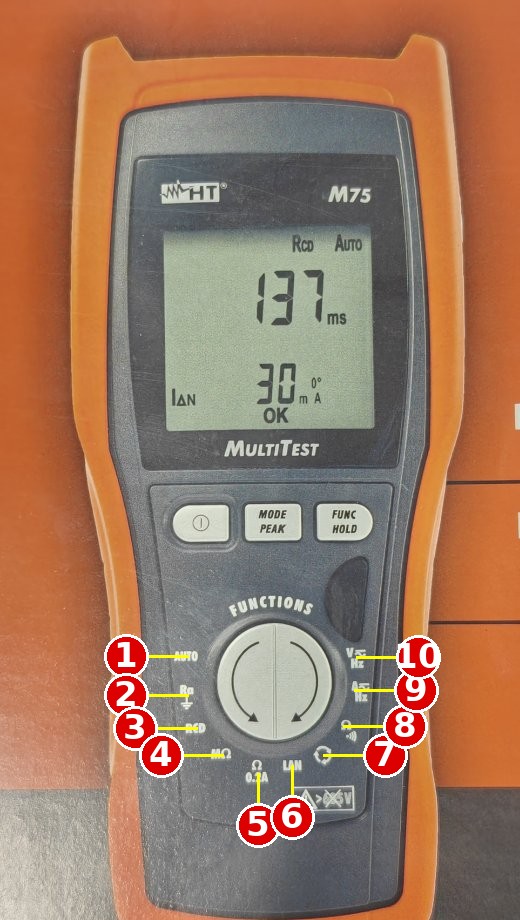 HT®
M75
RCD AUTO
137 ms
IΔN 30 mA 0°
OK
MULTITEST
MODE
PEAK
FUNC
HOLD
FUNCTIONS
1 AUTO
2 RA
3 RCD
4 MΩ
5 Ω
0.2A
6 LAN
7
8 Ω
9 A
Hz
10 V
Hz